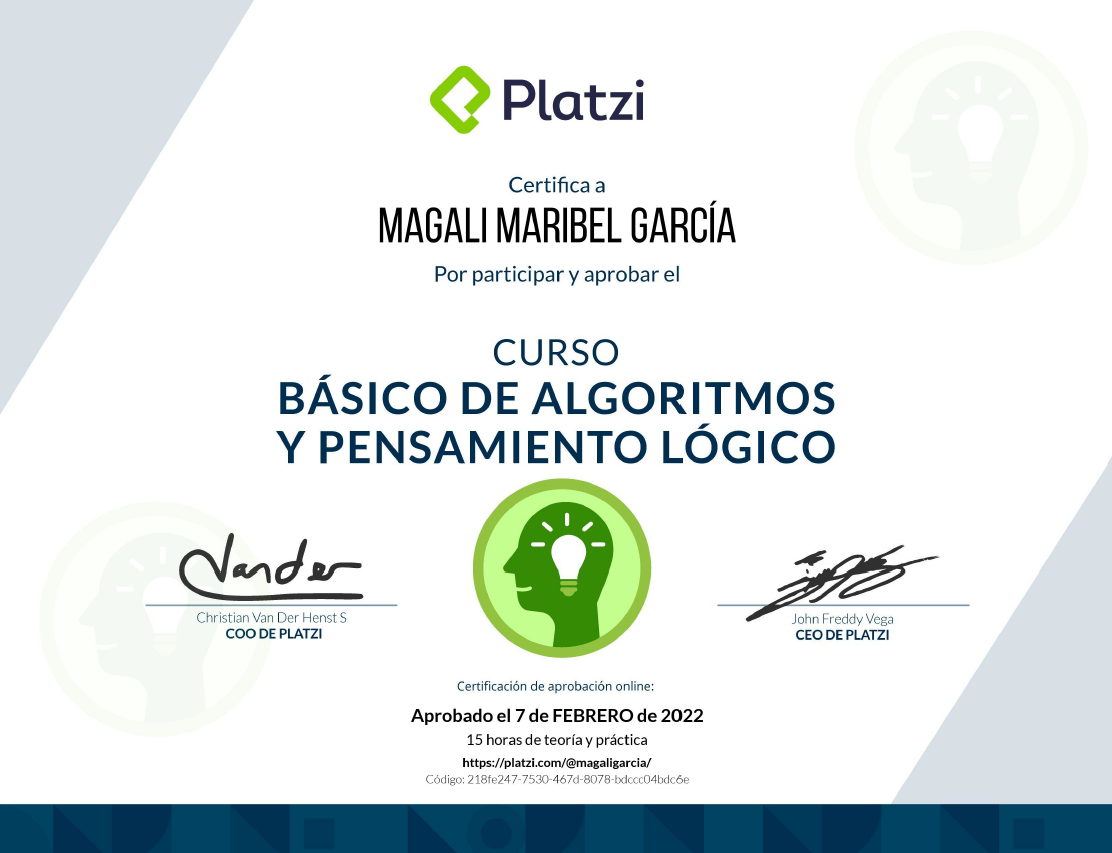 Platzi
Certifica a
MAGALI MARIBEL GARCÍA
Por participar y aprobar el
CURSO
BÁSICO DE ALGORITMOS
Y PENSAMIENTO LÓGICO
Vander
Christian Van Der Henst S
COO DE PLATZI
John Freddy Vega
CEO DE PLATZI
Certificación de aprobación online:
Aprobado el 7 de FEBRERO de 2022
15 horas de teoría y práctica
https://platzi.com/@magaligarcia/
Código: 218fe247-7530-467d-8078-bdccc04bdc6e